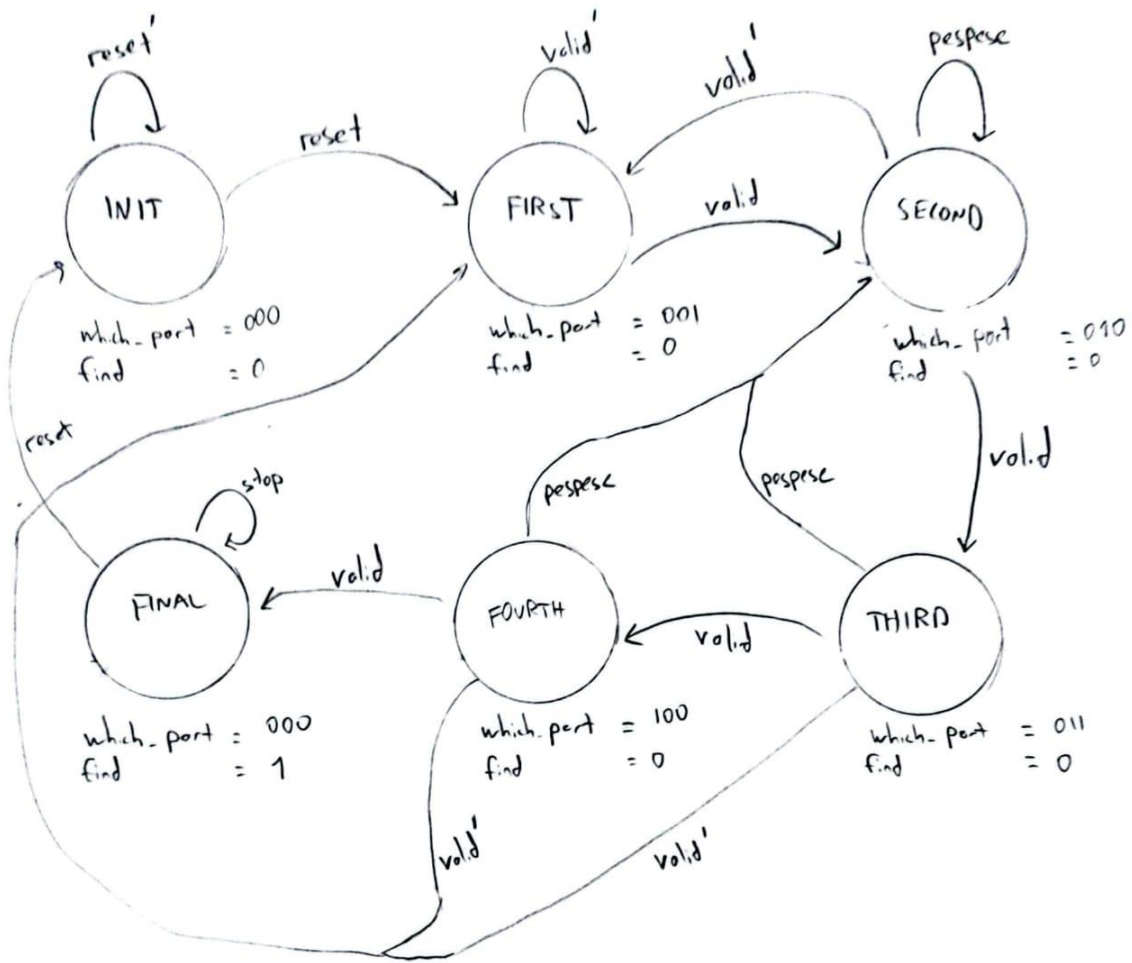 reset'
valid'
valid'
pespese
reset
valid
INIT
FIRST
SECOND
which_port = 000
find = 0
which_port = 001
find = 0
which_port = 010
find = 0
reset
stop
pespese
pespese
valid
FINAL
valid
FOURTH
valid
THIRD
which_port = 000
find = 1
which_port = 100
find = 0
which_port = 011
find = 0
valid'
valid'